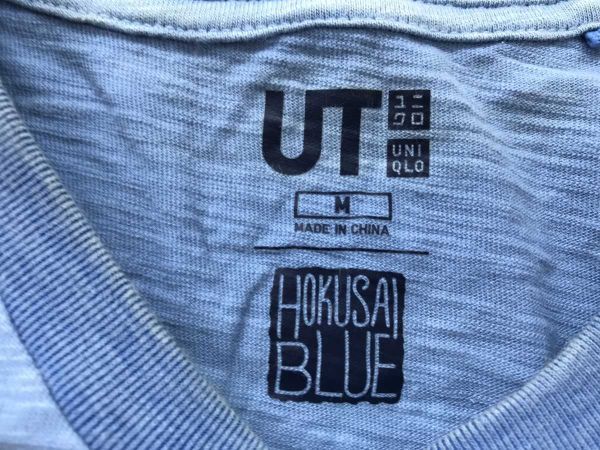 UT
ユニ
クロ
UNI
QLO
M
MADE IN CHINA
HOKUSAI
BLUE